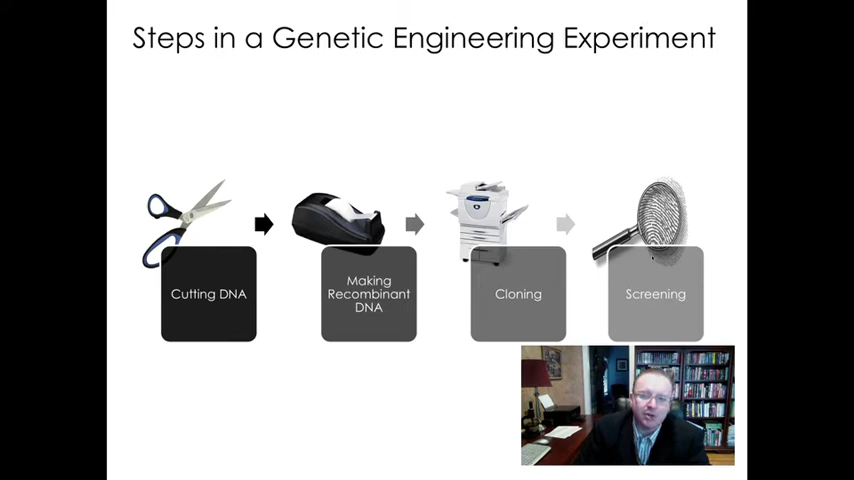 Steps in a Genetic Engineering Experiment
Cutting DNA
Making
Recombinant
DNA
Cloning
Screening